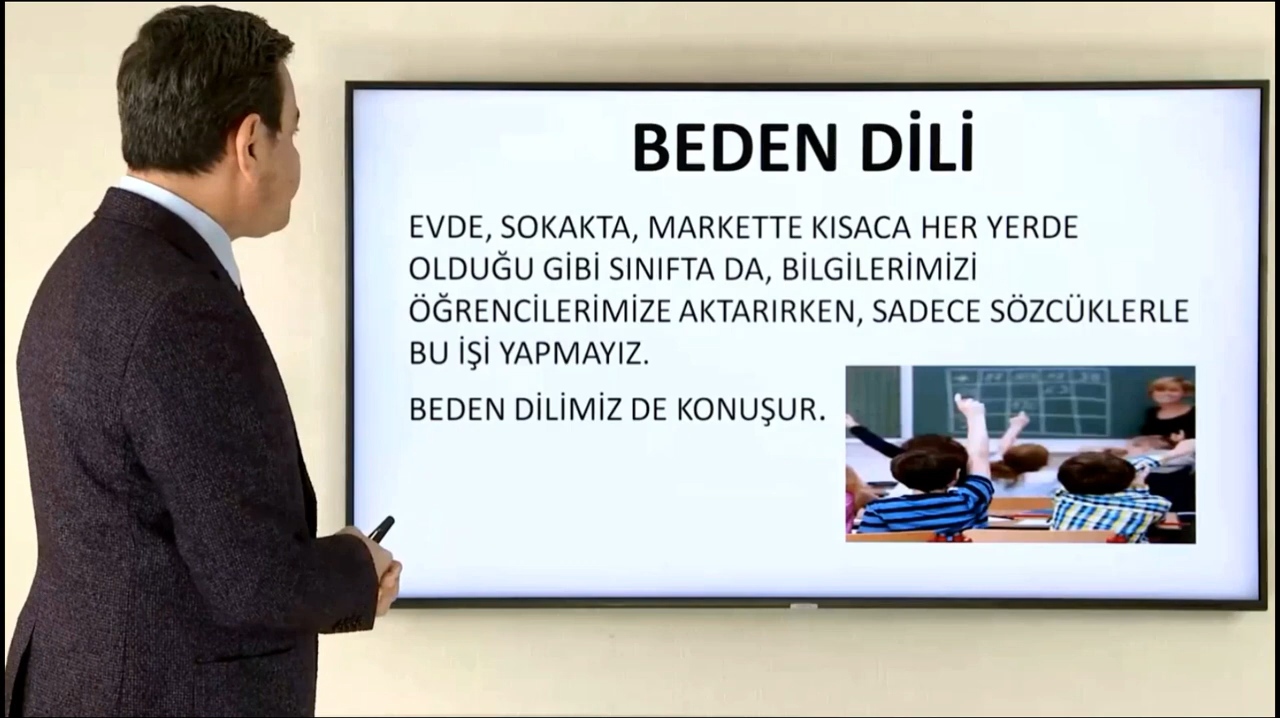 BEDEN DİLİ
EVDE, SOKAKTA, MARKETTE KISACA HER YERDE
OLDUĞU GİBİ SINIFTA DA, BİLGİLERİMİZİ
ÖĞRENCİLERİMİZE AKTARIRKEN, SADECE SÖZCÜKLERLE
BU İŞİ YAPMAYIZ.
BEDEN DİLİMİZ DE KONUŞUR.